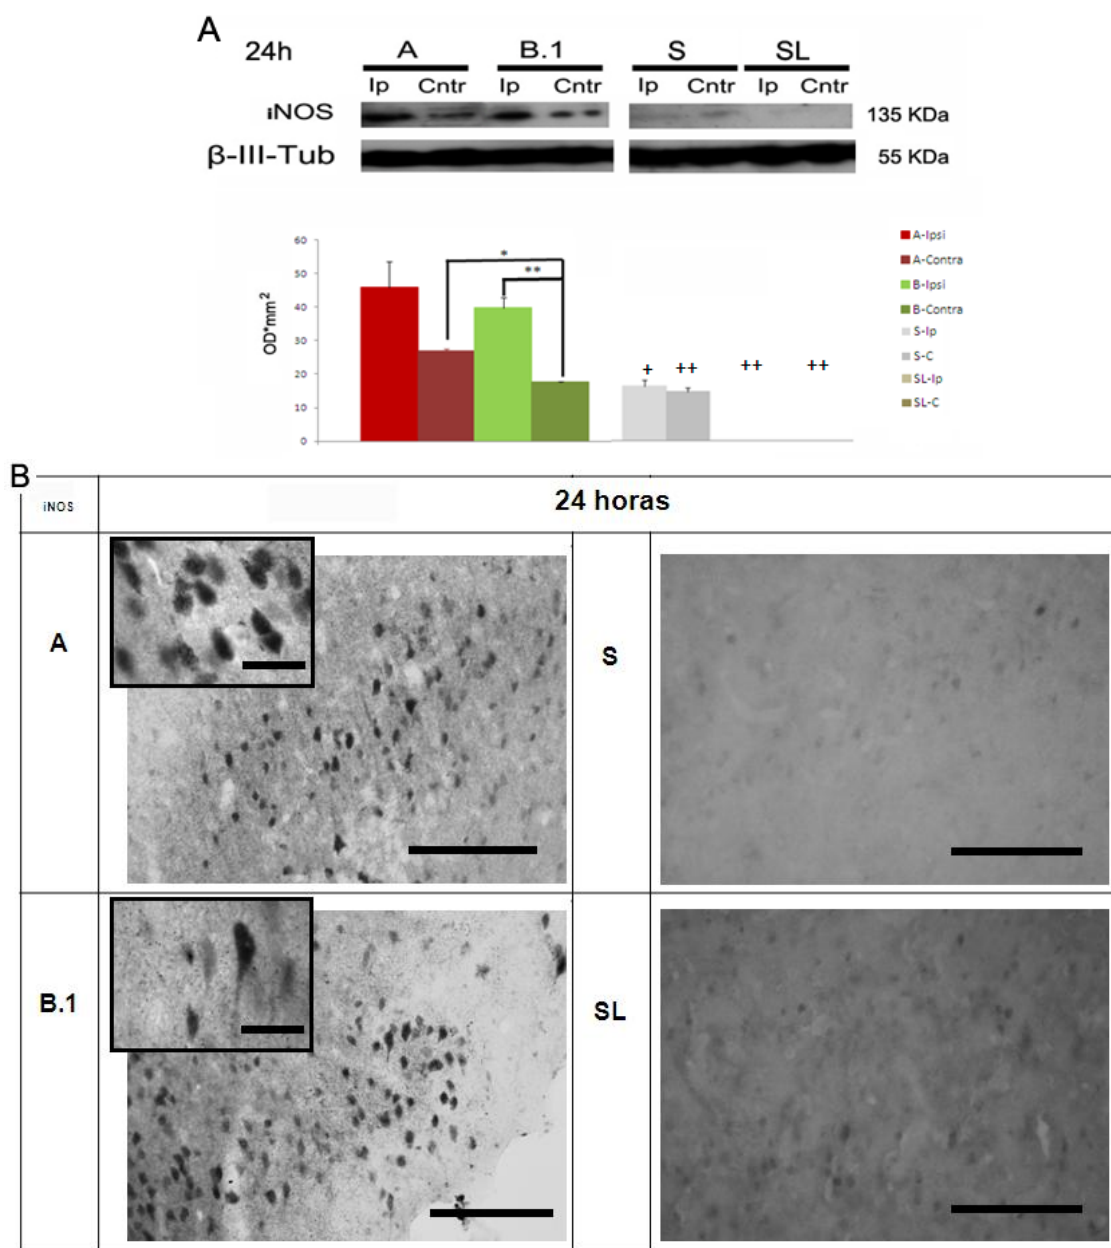 A
24h A B.1 S SL
Ip Cntr Ip Cntr Ip Cntr Ip Cntr
iNOS 135 KDa
β-III-Tub 55 KDa
60
50
40
30
20
10
0
OD*mm²
*
**
+ ++ ++ ++
A-Ipsi
A-Contra
B-Ipsi
B-Contra
S-Ip
S-C
SL-Ip
SL-C
B
iNOS 24 horas
A S
B.1 SL